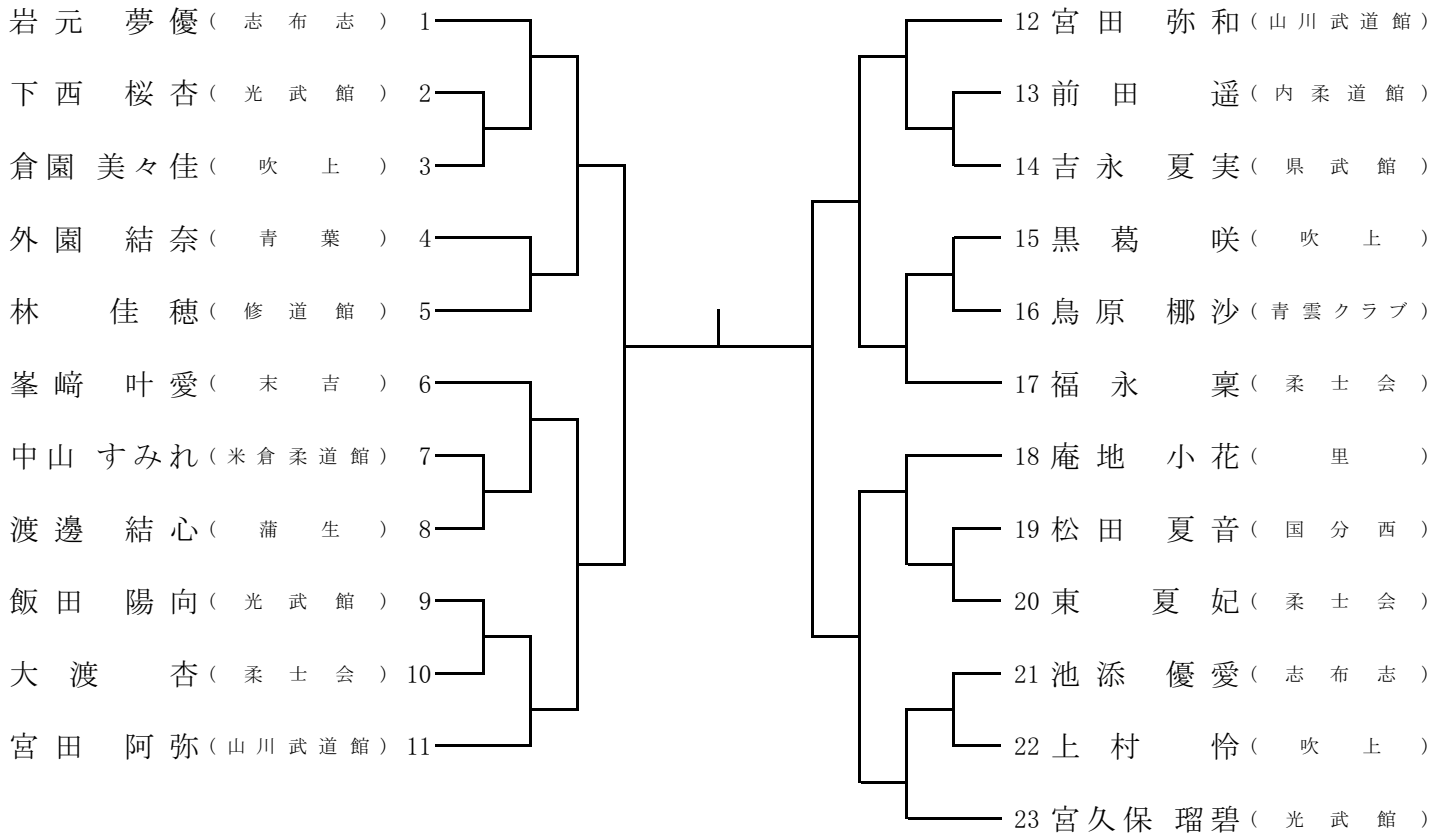 岩元 夢優(志布志) 1
下西 桜杏(光武館) 2
倉園 美々佳(吹上) 3
外園 結奈(青葉) 4
林 佳穂(修道館) 5
峯﨑 叶愛(末吉) 6
中山 すみれ(米倉柔道館) 7
渡邊 結心(蒲生) 8
飯田 陽向(光武館) 9
大渡 杏(柔士会) 10
宮田 阿弥(山川武道館) 11
12 宮田 弥和(山川武道館)
13 前田 遥(内柔道館)
14 吉永 夏実(県武館)
15 黒葛 咲(吹上)
16 鳥原 梛沙(青雲クラブ)
17 福永 稟(柔士会)
18 庵地 小花(里)
19 松田 夏音(国分西)
20 東 夏妃(柔士会)
21 池添 優愛(志布志)
22 上村 怜(吹上)
23 宮久保 瑠碧(光武館)